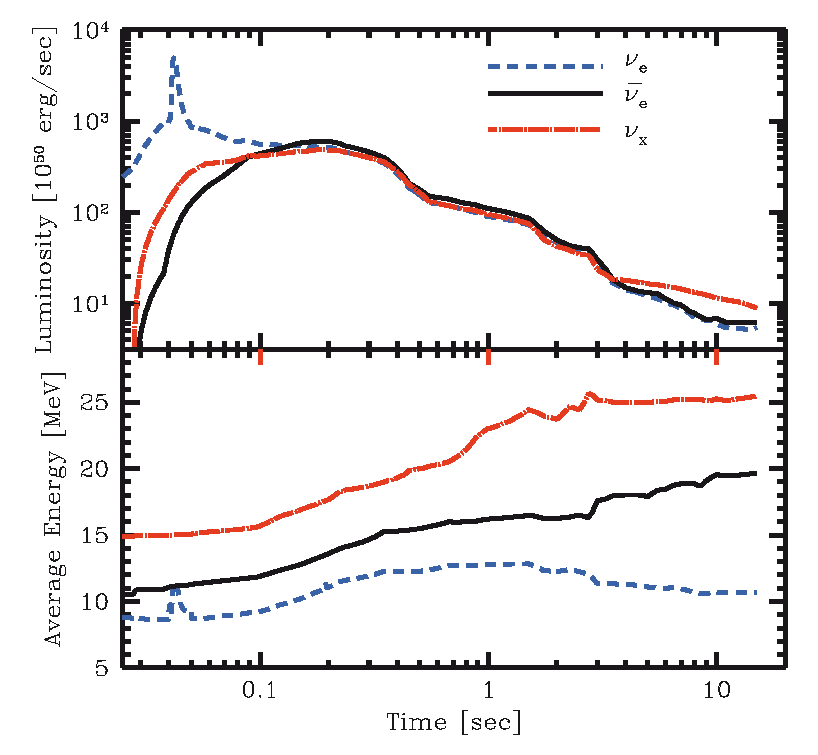 Luminosity [10⁵⁰ erg/sec]
10⁴
10³
10²
10¹
νₑ
ν̄ₑ
νₓ
Average Energy [MeV]
25
20
15
10
5
0.1
1
10
Time [sec]